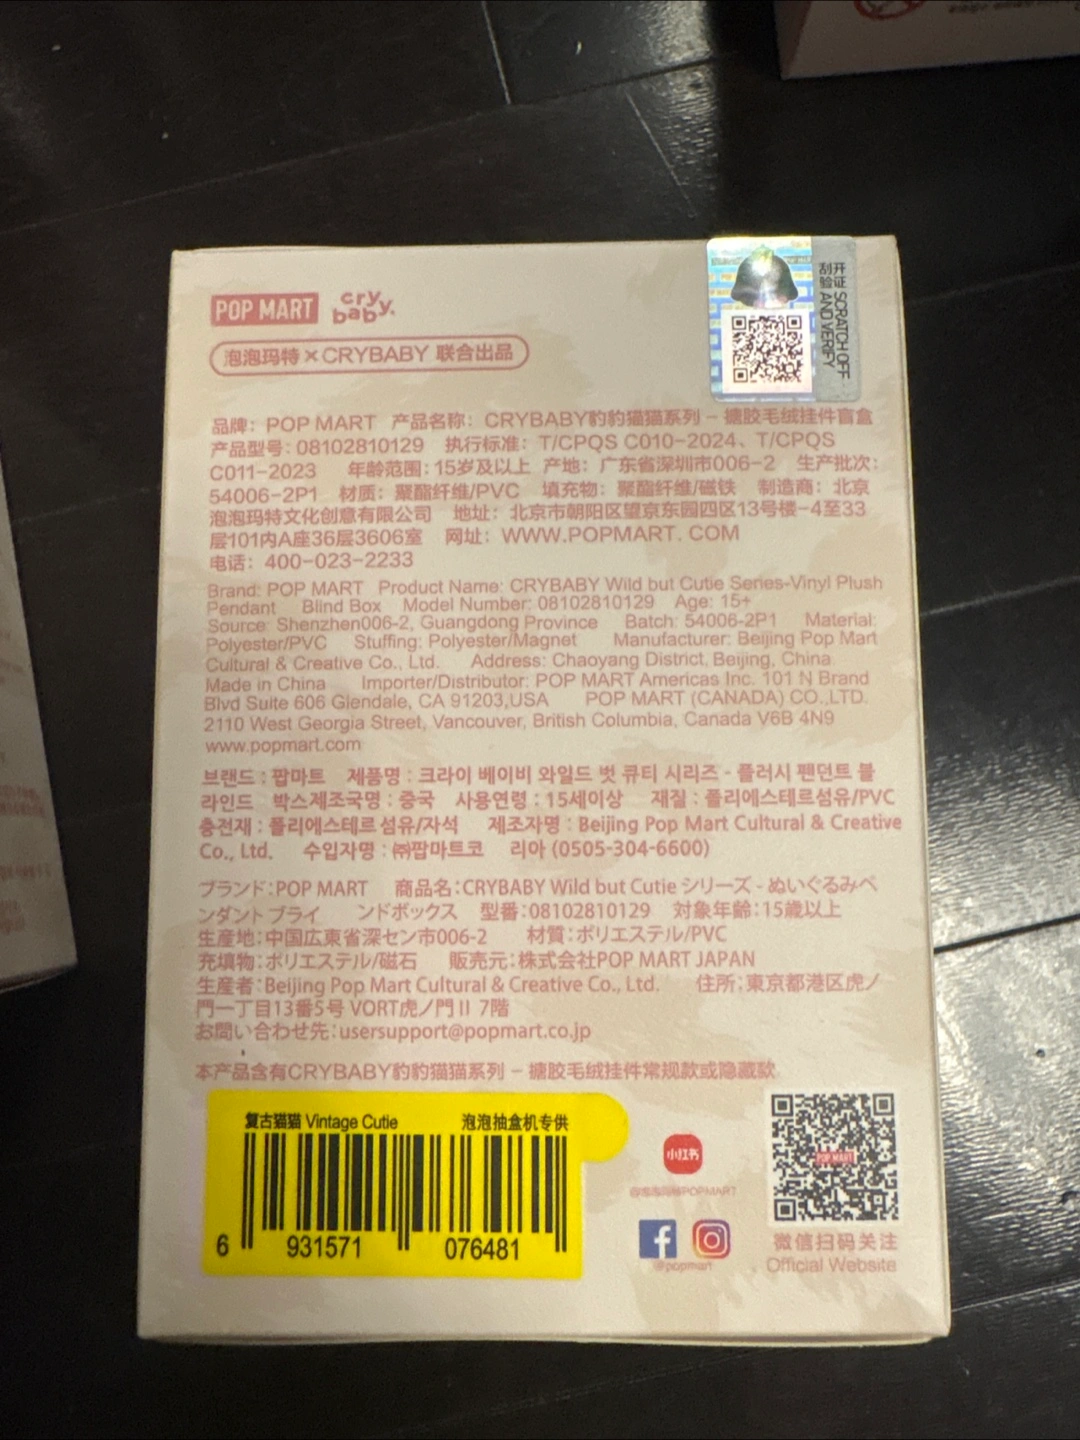 POP MART cry baby.
泡泡玛特×CRYBABY 联合出品
开证 SCRATCH OFF
刮验 AND VERIFY
品牌：POP MART 产品名称：CRYBABY豹豹猫猫系列 – 搪胶毛绒挂件盲盒
产品型号：08102810129 执行标准：T/CPQS C010-2024、T/CPQS
C011-2023 年龄范围：15岁及以上 产地：广东省深圳市006-2 生产批次：
54006-2P1 材质：聚酯纤维/PVC 填充物：聚酯纤维/磁铁 制造商：北京
泡泡玛特文化创意有限公司 地址：北京市朝阳区望京东园四区13号楼-4至33
层101内A座36层3606室 网址：WWW.POPMART. COM
电话：400-023-2233
Brand: POP MART Product Name: CRYBABY Wild but Cutie Series-Vinyl Plush
Pendant Blind Box Model Number: 08102810129 Age: 15+
Source: Shenzhen006-2, Guangdong Province Batch: 54006-2P1 Material:
Polyester/PVC Stuffing: Polyester/Magnet Manufacturer: Beijing Pop Mart
Cultural & Creative Co., Ltd. Address: Chaoyang District, Beijing, China
Made in China Importer/Distributor: POP MART Americas Inc. 101 N Brand
Blvd Suite 606 Glendale, CA 91203,USA POP MART (CANADA) CO.,LTD.
2110 West Georgia Street, Vancouver, British Columbia, Canada V6B 4N9
www.popmart.com
브랜드 : 팝마트 제품명 : 크라이 베이비 와일드 벗 큐티 시리즈 - 플러시 팬던트 블
라인드 박스제조국명 : 중국 사용연령 : 15세이상 재질 : 폴리에스테르섬유/PVC
충전재 : 폴리에스테르섬유/자석 제조자명 : Beijing Pop Mart Cultural & Creative
Co., Ltd. 수입자명 : ㈜팝마트코 리아 (0505-304-6600)
ブランド：POP MART 商品名：CRYBABY Wild but Cutie シリーズ - ぬいぐるみペ
ンダント ブライ ンドボックス 型番：08102810129 対象年齢：15歳以上
生産地：中国広東省深セン市006-2 材質：ポリエステル/PVC
充填物：ポリエステル/磁石 販売元：株式会社POP MART JAPAN
生産者：Beijing Pop Mart Cultural & Creative Co., Ltd. 住所：東京都港区虎ノ
門一丁目13番5号 VORT虎ノ門Ⅱ 7階
お問い合わせ先：usersupport@popmart.co.jp
本产品含有CRYBABY豹豹猫猫系列 – 搪胶毛绒挂件常规款或隐藏款
复古猫猫 Vintage Cutie 泡泡抽盒机专供
6 931571 076481
小红书
@泡泡玛特POPMART
@popmart
POP MART
微信扫码关注
Official Website